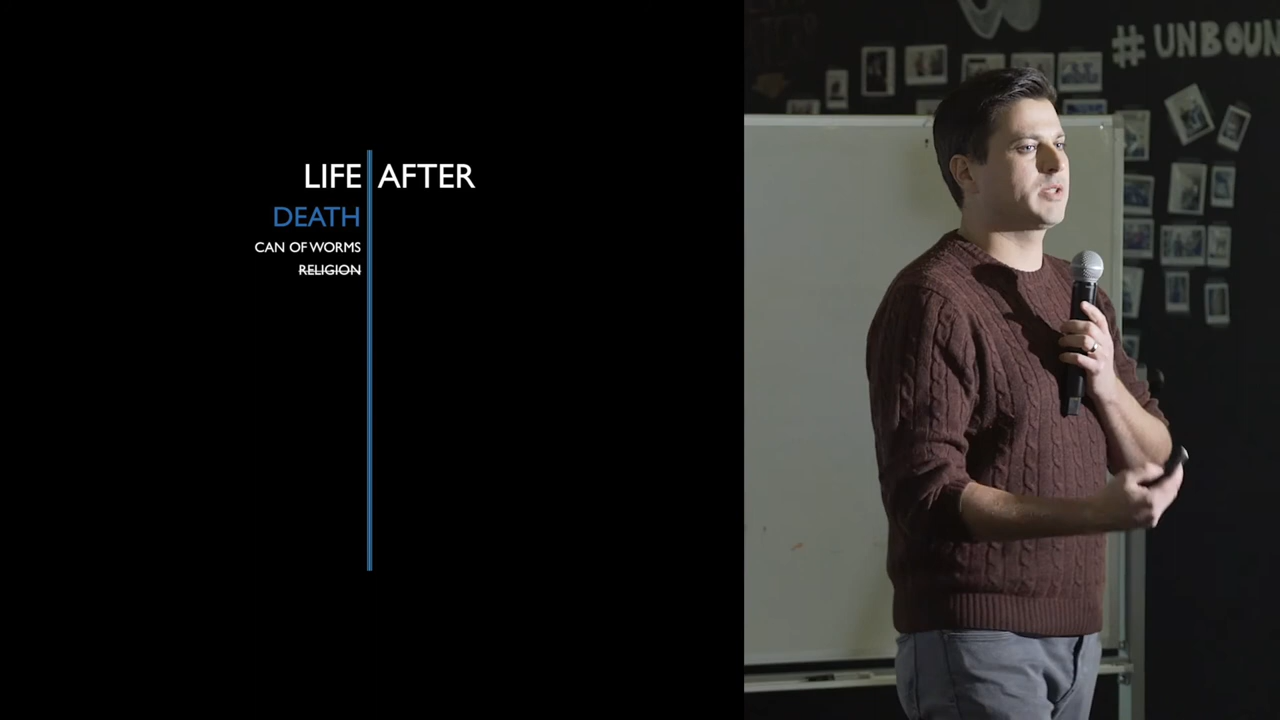 LIFE AFTER
DEATH
CAN OF WORMS
RELIGION
# UNBOUN